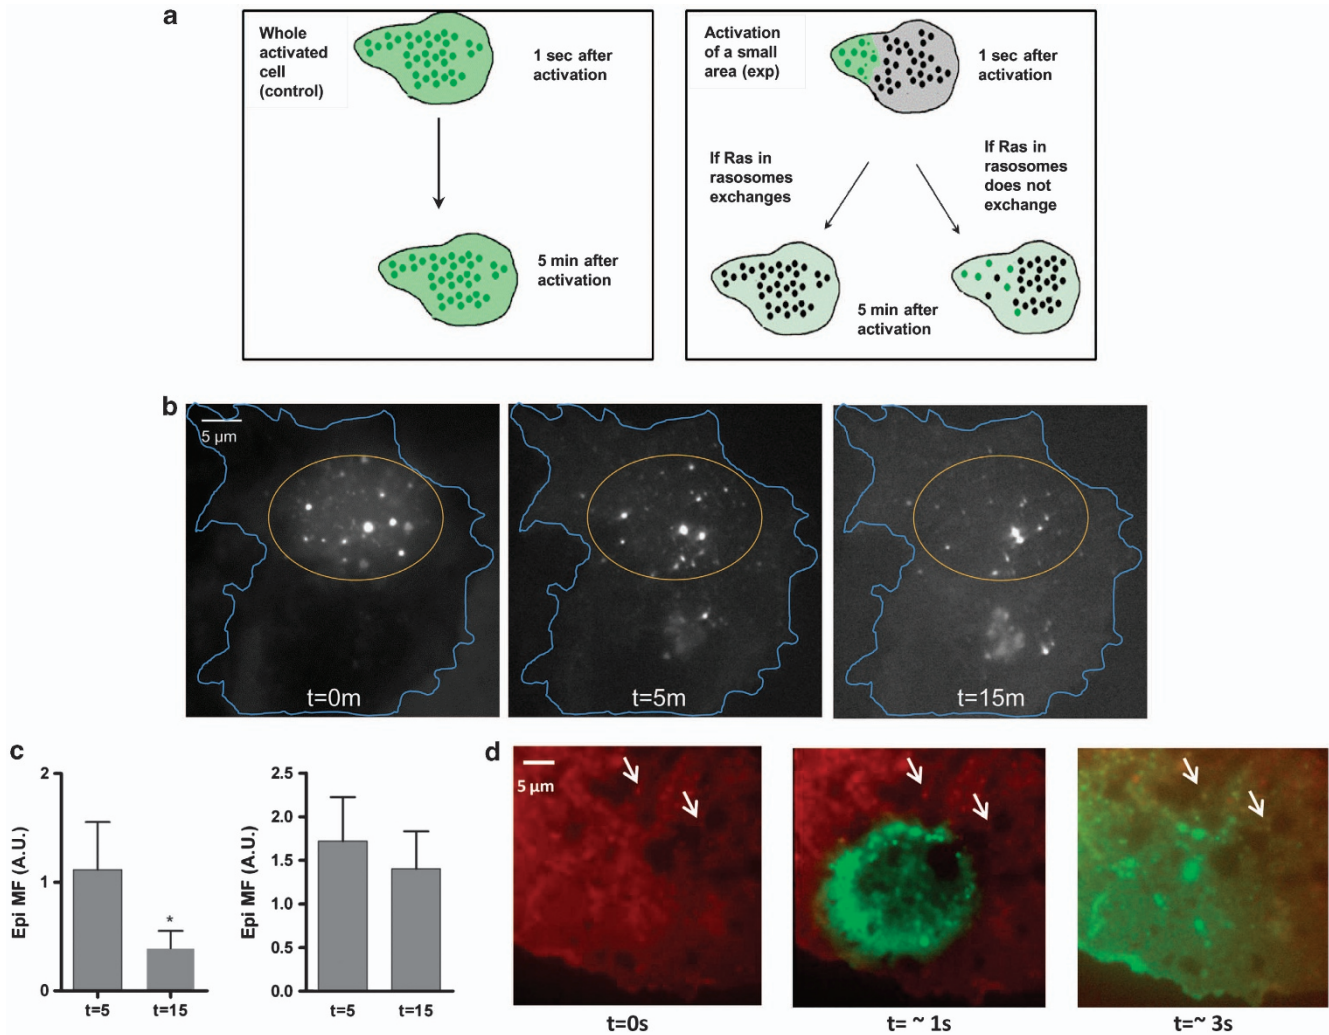 a
Whole
activated
cell
(control)
1 sec after
activation
5 min after
activation
Activation
of a small
area (exp)
1 sec after
activation
If Ras in
rasosomes
exchanges
If Ras in
rasosomes
does not
exchange
5 min after
activation
b
5 µm
t=0m
t=5m
t=15m
c
2
1
0
Epi MF (A.U.)
*
t=5
t=15
2.5
2.0
1.5
1.0
0.5
0.0
Epi MF (A.U.)
t=5
t=15
d
5 µm
t=0s
t= ~ 1s
t=~ 3s